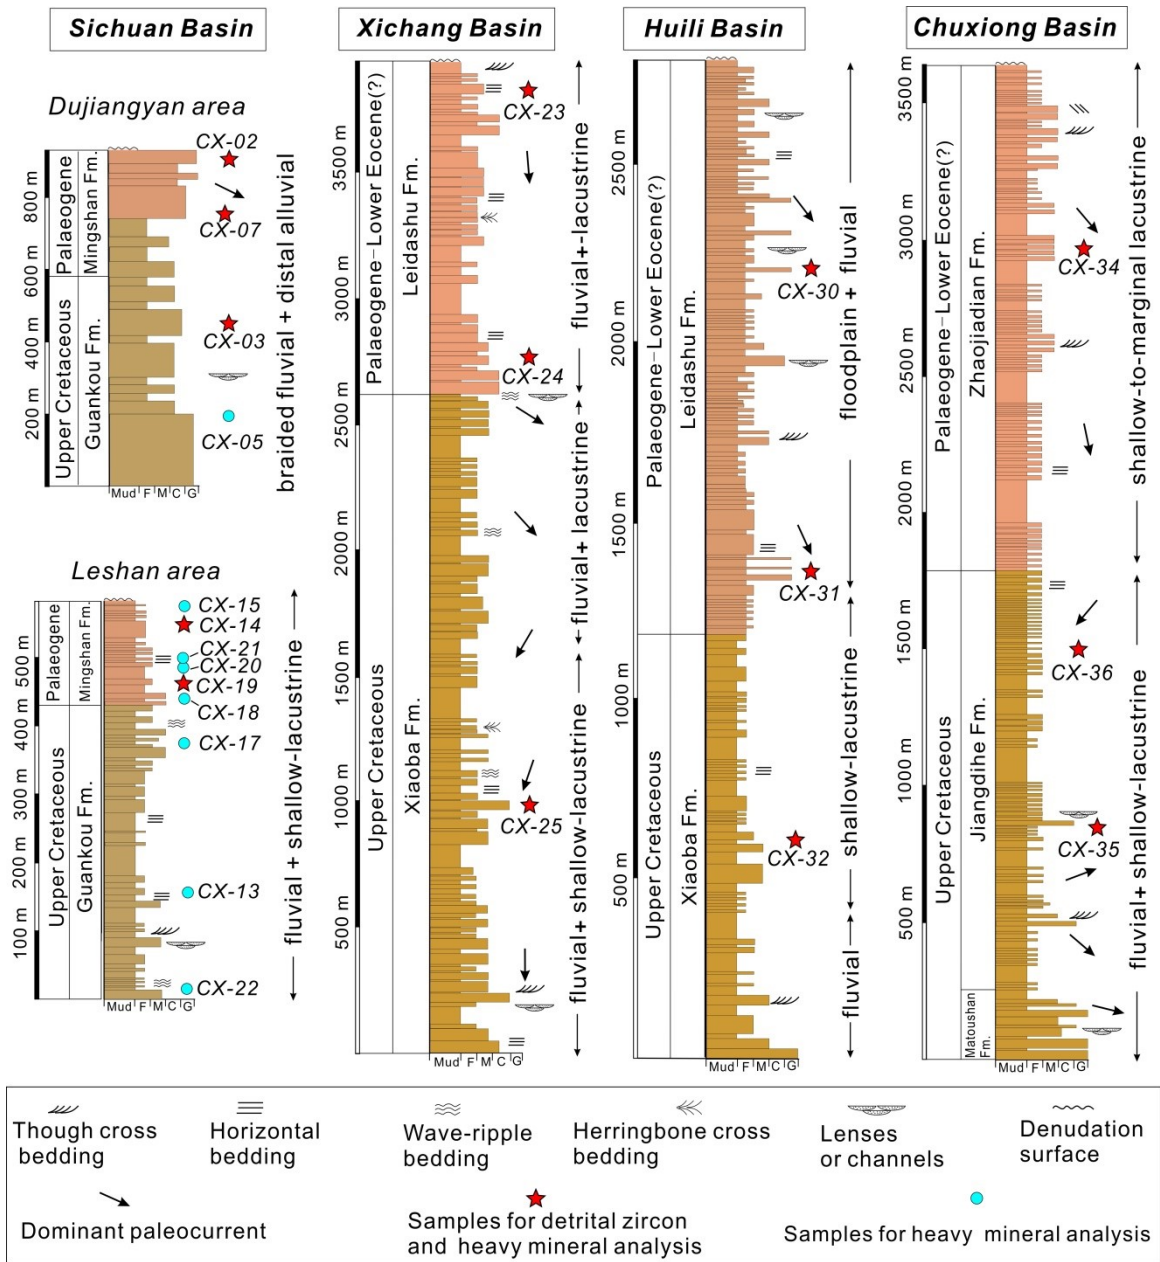 Sichuan Basin
Xichang Basin
Huili Basin
Chuxiong Basin
Dujiangyan area
800 m
600 m
400 m
200 m
Palaeogene
Upper Cretaceous
Mingshan Fm.
Guankou Fm.
CX-02
CX-07
CX-03
CX-05
braided fluvial + distal alluvial
Mud F M C G
Leshan area
500 m
400 m
300 m
200 m
100 m
Palaeogene
Upper Cretaceous
Mingshan Fm.
Guankou Fm.
CX-15
CX-14
CX-21
CX-20
CX-19
CX-18
CX-17
CX-13
CX-22
fluvial + shallow-lacustrine
Mud F M C G
3500 m
3000 m
2500 m
2000 m
1500 m
1000 m
500 m
Palaeogene-Lower Eocene(?)
Upper Cretaceous
Leidashu Fm.
Xiaoba Fm.
CX-23
CX-24
CX-25
fluvial+-lacustrine
fluvial+ lacustrine
fluvial+ shallow-lacustrine
Mud F M C G
2500 m
2000 m
1500 m
1000 m
500 m
Palaeogene-Lower Eocene(?)
Upper Cretaceous
Leidashu Fm.
Xiaoba Fm.
CX-30
CX-31
CX-32
floodplain + fluvial
shallow-lacustrine
fluvial
Mud F M C G
3500 m
3000 m
2500 m
2000 m
1500 m
1000 m
500 m
Palaeogene-Lower Eocene(?)
Upper Cretaceous
Zhaojiadian Fm.
Jiangdihe Fm.
Matoushan
Fm.
CX-34
CX-36
CX-35
shallow-to-marginal lacustrine
fluvial+ shallow-lacustrine
Mud F M C G
Though cross
bedding
Horizontal
bedding
Wave-ripple
bedding
Herringbone cross
bedding
Lenses
or channels
Denudation
surface
Dominant paleocurrent
Samples for detrital zircon
and heavy mineral analysis
Samples for heavy mineral analysis